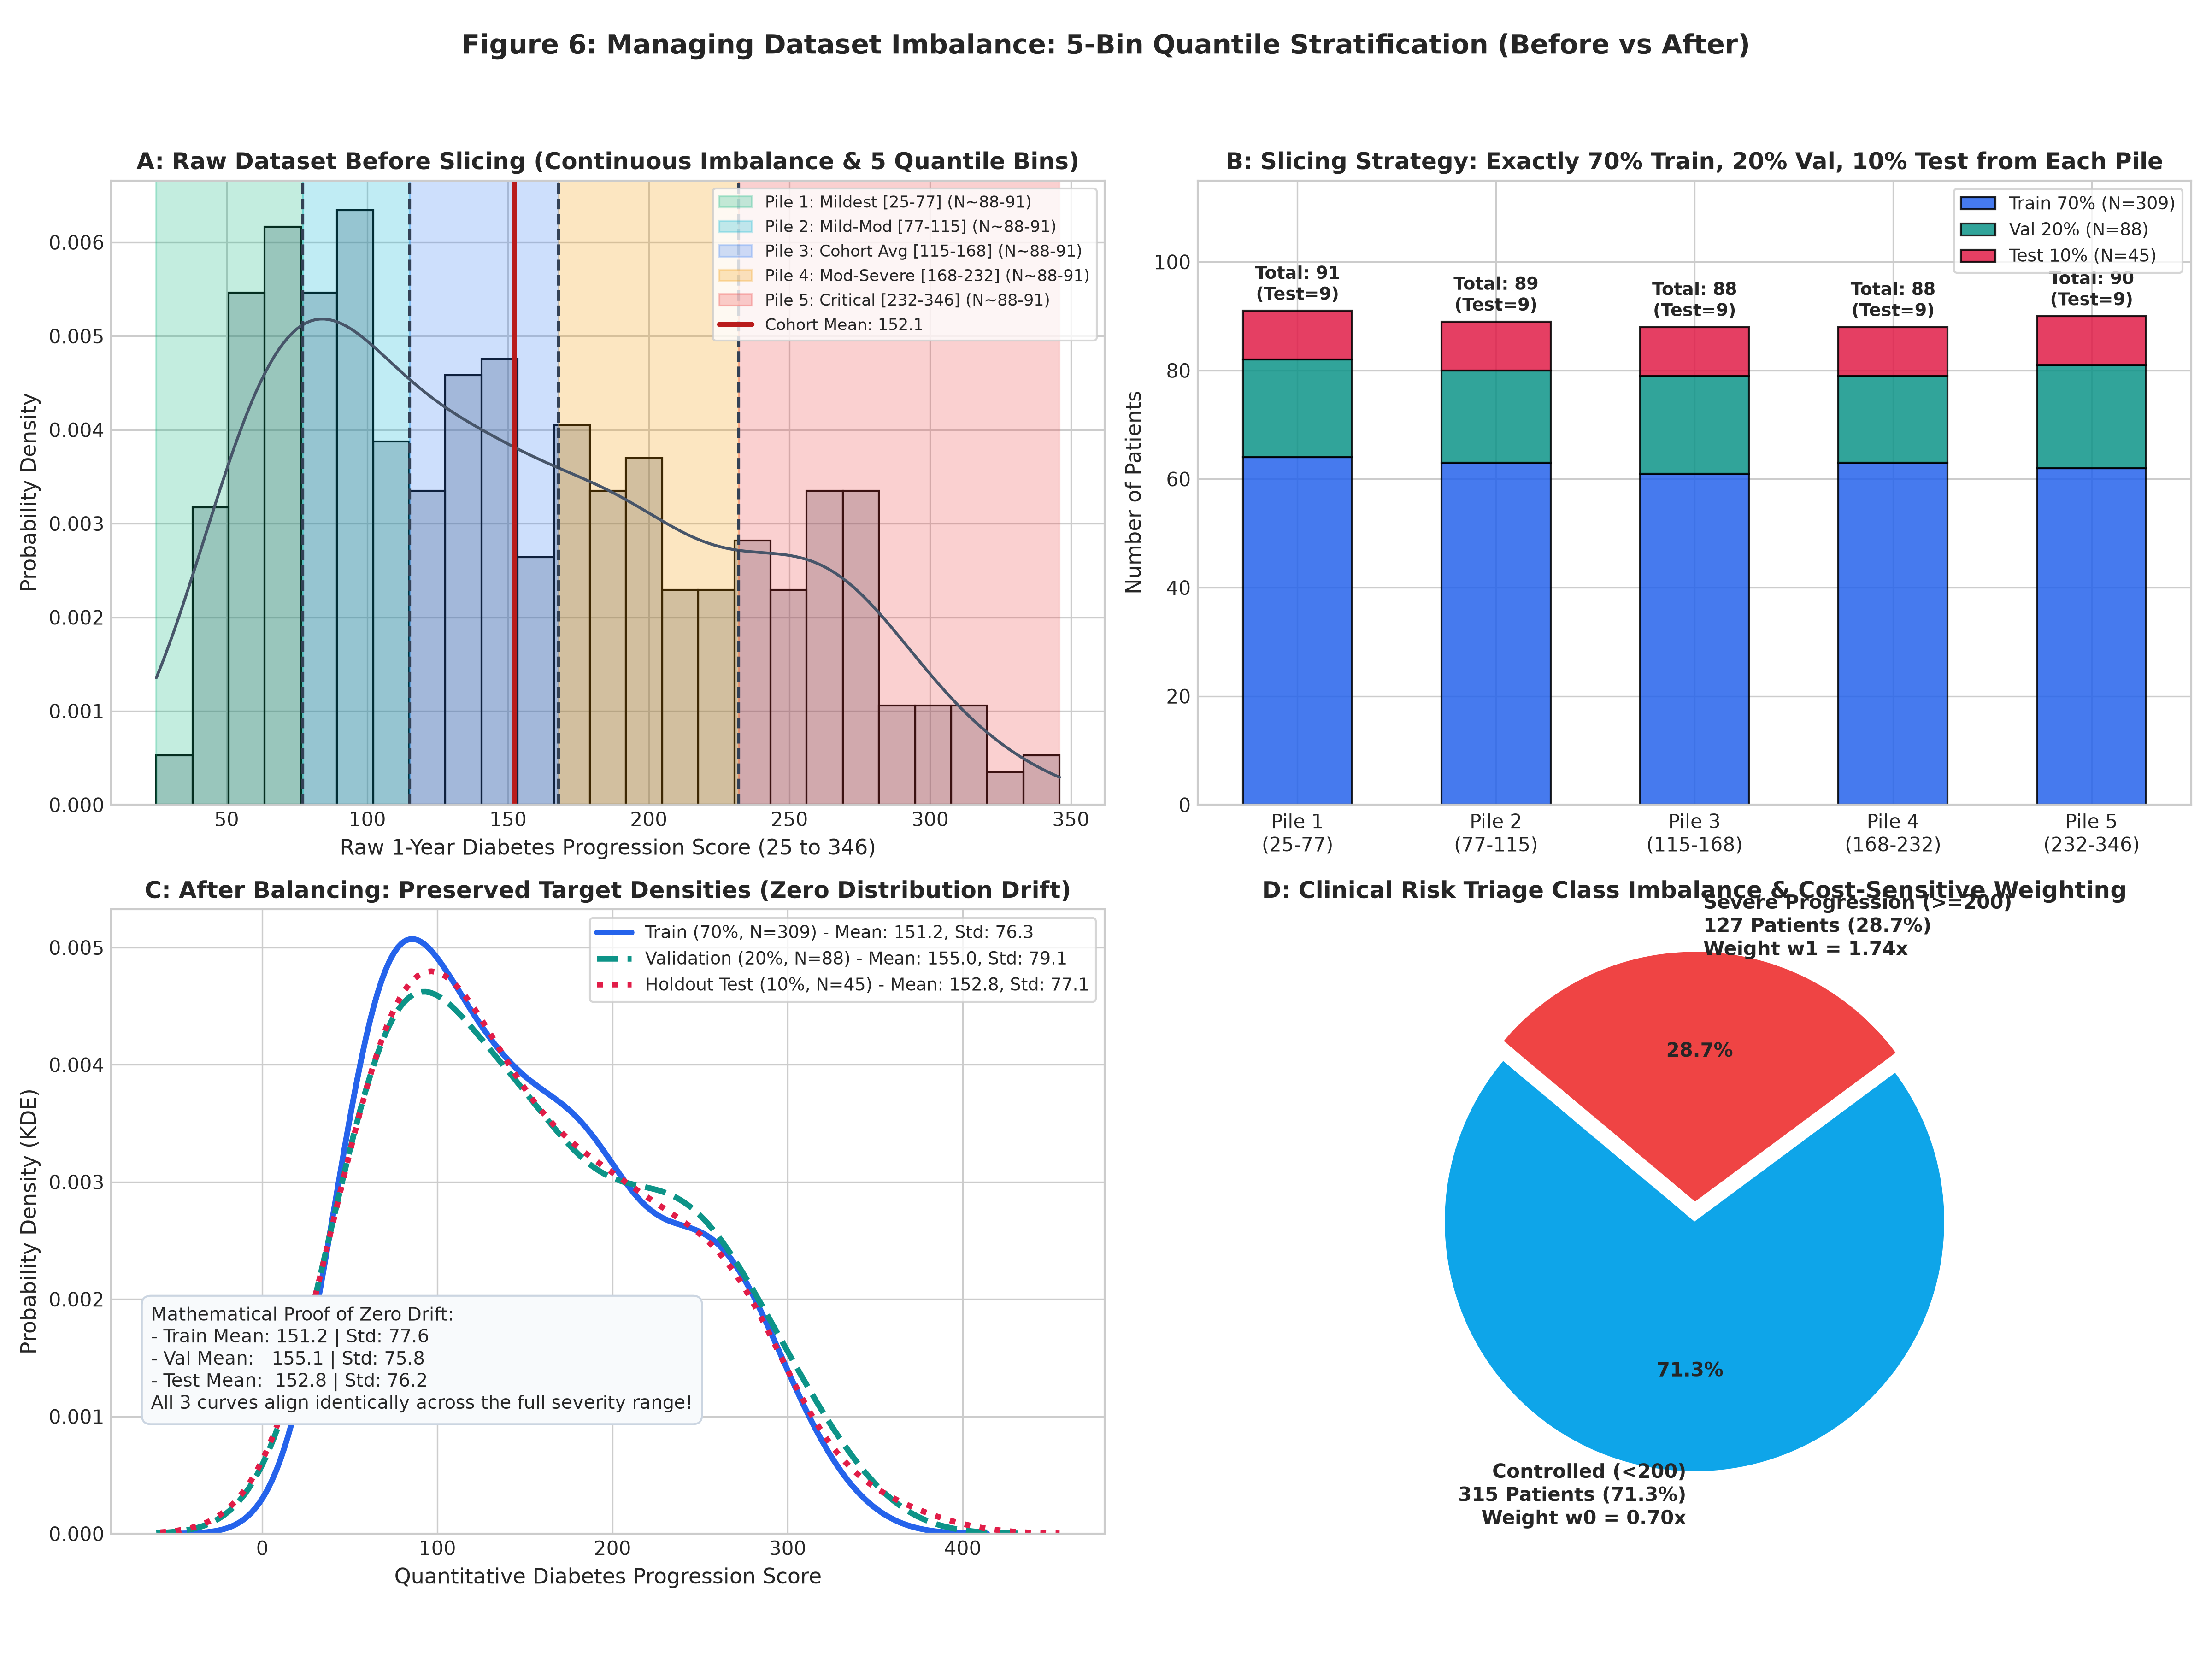 Figure 6: Managing Dataset Imbalance: 5-Bin Quantile Stratification (Before vs After)
A: Raw Dataset Before Slicing (Continuous Imbalance & 5 Quantile Bins)
Pile 1: Mildest [25-77] (N~88-91)
Pile 2: Mild-Mod [77-115] (N~88-91)
Pile 3: Cohort Avg [115-168] (N~88-91)
Pile 4: Mod-Severe [168-232] (N~88-91)
Pile 5: Critical [232-346] (N~88-91)
Cohort Mean: 152.1
Probability Density
0.006
0.005
0.004
0.003
0.002
0.001
0.000
50
100
150
200
250
300
350
Raw 1-Year Diabetes Progression Score (25 to 346)
B: Slicing Strategy: Exactly 70% Train, 20% Val, 10% Test from Each Pile
Train 70% (N=309)
Val 20% (N=88)
Test 10% (N=45)
Number of Patients
100
80
60
40
20
0
Total: 91
(Test=9)
Total: 89
(Test=9)
Total: 88
(Test=9)
Total: 88
(Test=9)
Total: 90
(Test=9)
Pile 1
(25-77)
Pile 2
(77-115)
Pile 3
(115-168)
Pile 4
(168-232)
Pile 5
(232-346)
C: After Balancing: Preserved Target Densities (Zero Distribution Drift)
Train (70%, N=309) - Mean: 151.2, Std: 76.3
Validation (20%, N=88) - Mean: 155.0, Std: 79.1
Holdout Test (10%, N=45) - Mean: 152.8, Std: 77.1
Probability Density (KDE)
0.005
0.004
0.003
0.002
0.001
0.000
Mathematical Proof of Zero Drift:
- Train Mean: 151.2 | Std: 77.6
- Val Mean: 155.1 | Std: 75.8
- Test Mean: 152.8 | Std: 76.2
All 3 curves align identically across the full severity range!
0
100
200
300
400
Quantitative Diabetes Progression Score
D: Clinical Risk Triage Class Imbalance & Cost-Sensitive Weighting
Severe Progression (>=200)
127 Patients (28.7%)
Weight w1 = 1.74x
28.7%
71.3%
Controlled (<200)
315 Patients (71.3%)
Weight w0 = 0.70x